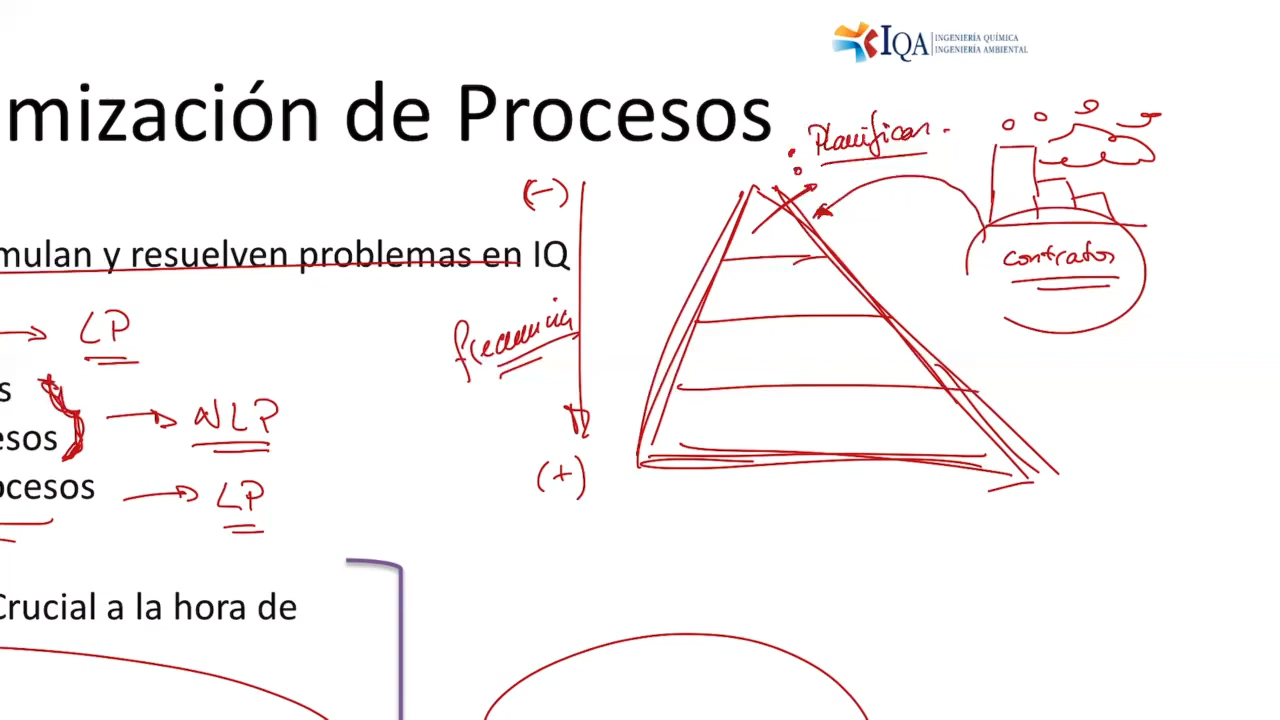 IQA INGENIERÍA QUÍMICA
INGENIERÍA AMBIENTAL
mización de Procesos
Planificar.
(-)
mulan y resuelven problemas en IQ
contratos
LP
frecuencia
s
NLP
esos
(+)
ocesos
LP
Crucial a la hora de